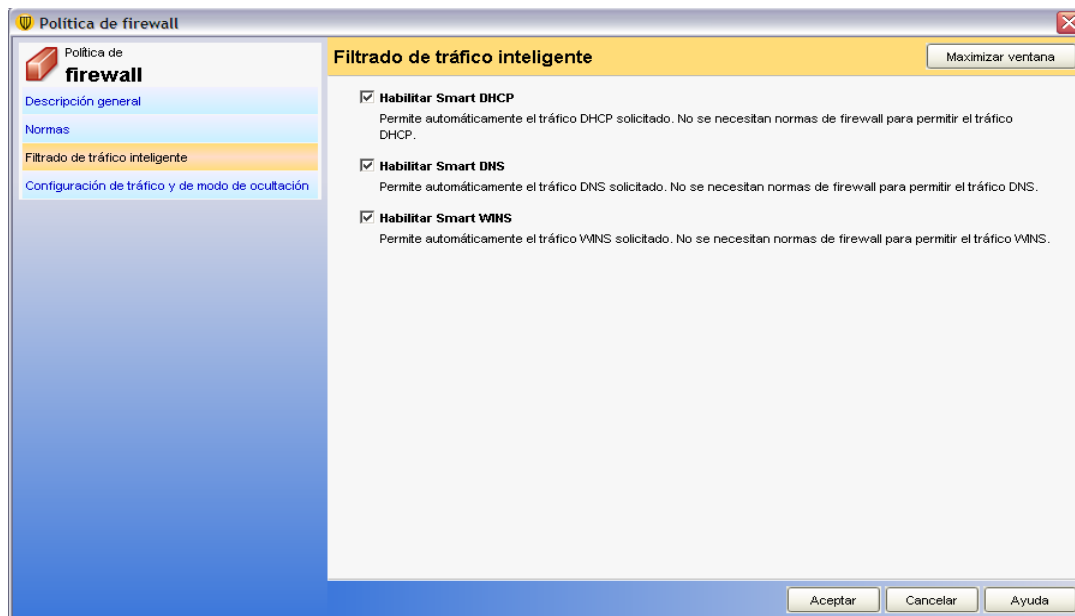 Política de firewall
Política de
firewall
Descripción general
Normas
Filtrado de tráfico inteligente
Configuración de tráfico y de modo de ocultación
Filtrado de tráfico inteligente
Maximizar ventana
Habilitar Smart DHCP
Permite automáticamente el tráfico DHCP solicitado. No se necesitan normas de firewall para permitir el tráfico
DHCP.
Habilitar Smart DNS
Permite automáticamente el tráfico DNS solicitado. No se necesitan normas de firewall para permitir el tráfico DNS.
Habilitar Smart WINS
Permite automáticamente el tráfico WINS solicitado. No se necesitan normas de firewall para permitir el tráfico WINS.
Aceptar
Cancelar
Ayuda